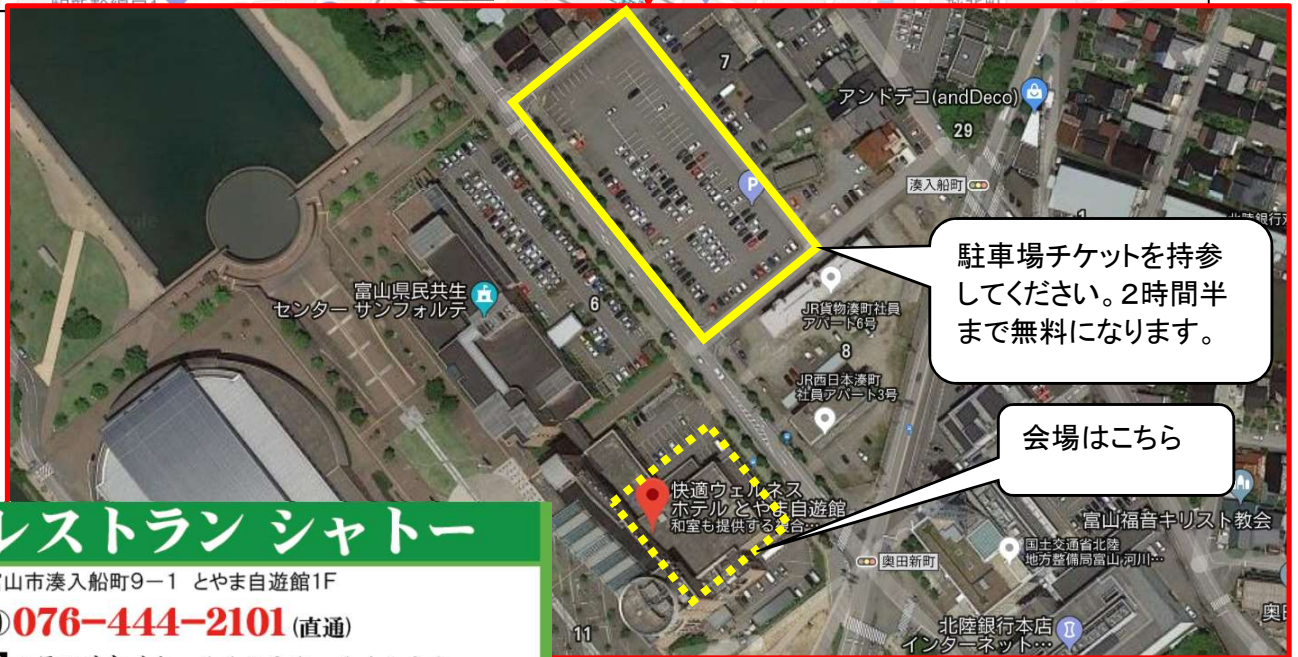 7
アンドデコ(andDeco)
29
湊入船町
1
富山県民共生
センター サンフォルテ
6
P
駐車場チケットを持参
してください。2時間半
まで無料になります。
JR貨物湊町社員
アパート6号
8
JR西日本湊町
社員アパート3号
会場はこちら
快適ウェルネス
ホテル とやま自遊館
和室も提供する複合…
富山福音キリスト教会
国土交通省北陸
地方整備局富山河川…
奥田新町
北陸銀行本店
インターネット…
11
レストラン シャトー
山市湊入船町9-1 とやま自遊館1F
076-444-2101(直通)